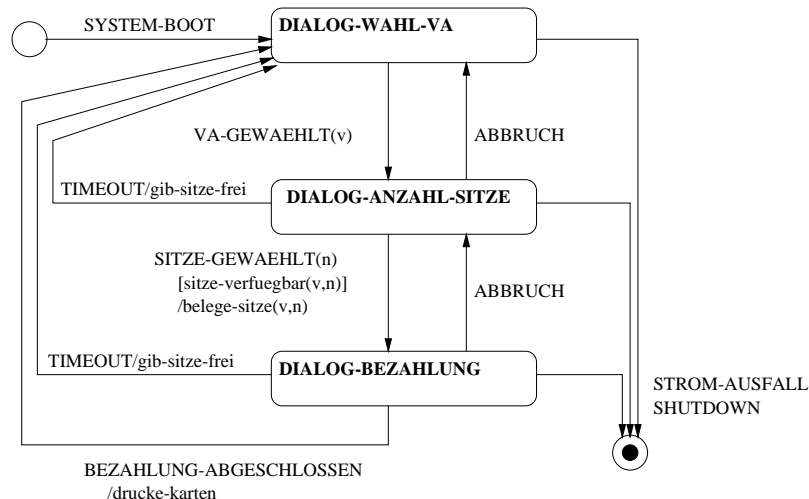 SYSTEM-BOOT
DIALOG-WAHL-VA
VA-GEWAEHLT(v)
ABBRUCH
TIMEOUT/gib-sitze-frei
DIALOG-ANZAHL-SITZE
SITZE-GEWAEHLT(n)
[sitze-verfuegbar(v,n)]
/belege-sitze(v,n)
ABBRUCH
TIMEOUT/gib-sitze-frei
DIALOG-BEZAHLUNG
STROM-AUSFALL
SHUTDOWN
BEZAHLUNG-ABGESCHLOSSEN
/drucke-karten